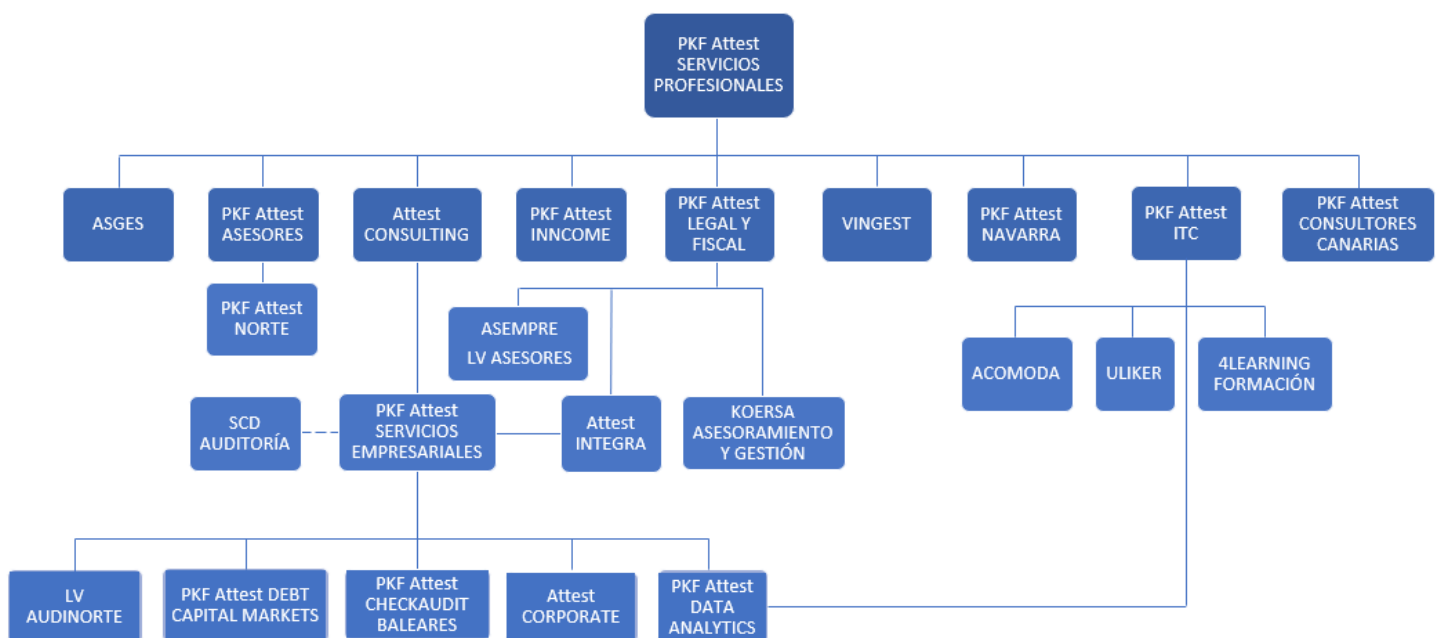 PKF Attest
SERVICIOS
PROFESIONALES
ASGES
PKF Attest
ASESORES
Attest
CONSULTING
PKF Attest
INNCOME
PKF Attest
LEGAL Y
FISCAL
VINGEST
PKF Attest
NAVARRA
PKF Attest
ITC
PKF Attest
CONSULTORES
CANARIAS
PKF Attest
NORTE
ASEMPRE
LV ASESORES
ACOMODA
ULIKER
4LEARNING
FORMACIÓN
SCD
AUDITORÍA
PKF Attest
SERVICIOS
EMPRESARIALES
Attest
INTEGRA
KOERSA
ASESORAMIENTO
Y GESTIÓN
LV
AUDINORTE
PKF Attest DEBT
CAPITAL MARKETS
PKF Attest
CHECKAUDIT
BALEARES
Attest
CORPORATE
PKF Attest
DATA
ANALYTICS